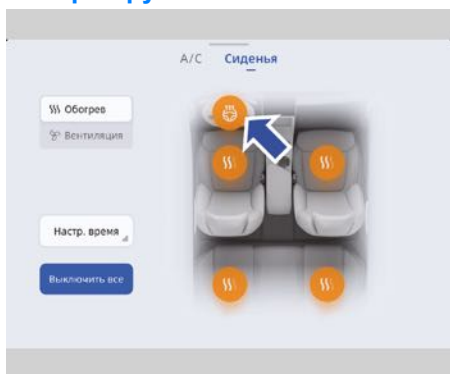 A/C Сиденья
Обогрев
Вентиляция
Настр. время
Выключить все